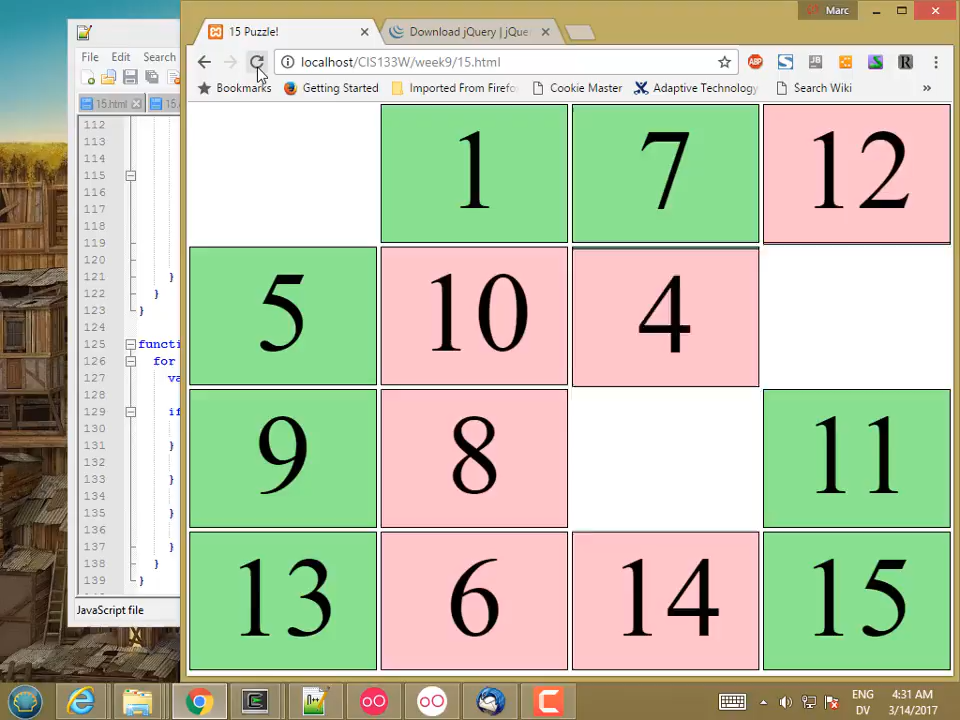 Marc
15 Puzzle!
Download jQuery | jQue
localhost/CIS133W/week9/15.html
Bookmarks
Getting Started
Imported From Firefo
Cookie Master
Adaptive Technology
Search Wiki
»
File Edit Search
15.html
15.
112
113
114
115
116
117
118
119
120
121 }
122 }
123 }
124
125 functi
126 for
127 va
128
129 if
130
131 }
132
133 }
134
135 }
136
137 }
138 }
139 }
JavaScript file
1 7 12
5 10 4
9 8 11
13 6 14 15
ENG
DV
4:31 AM
3/14/2017